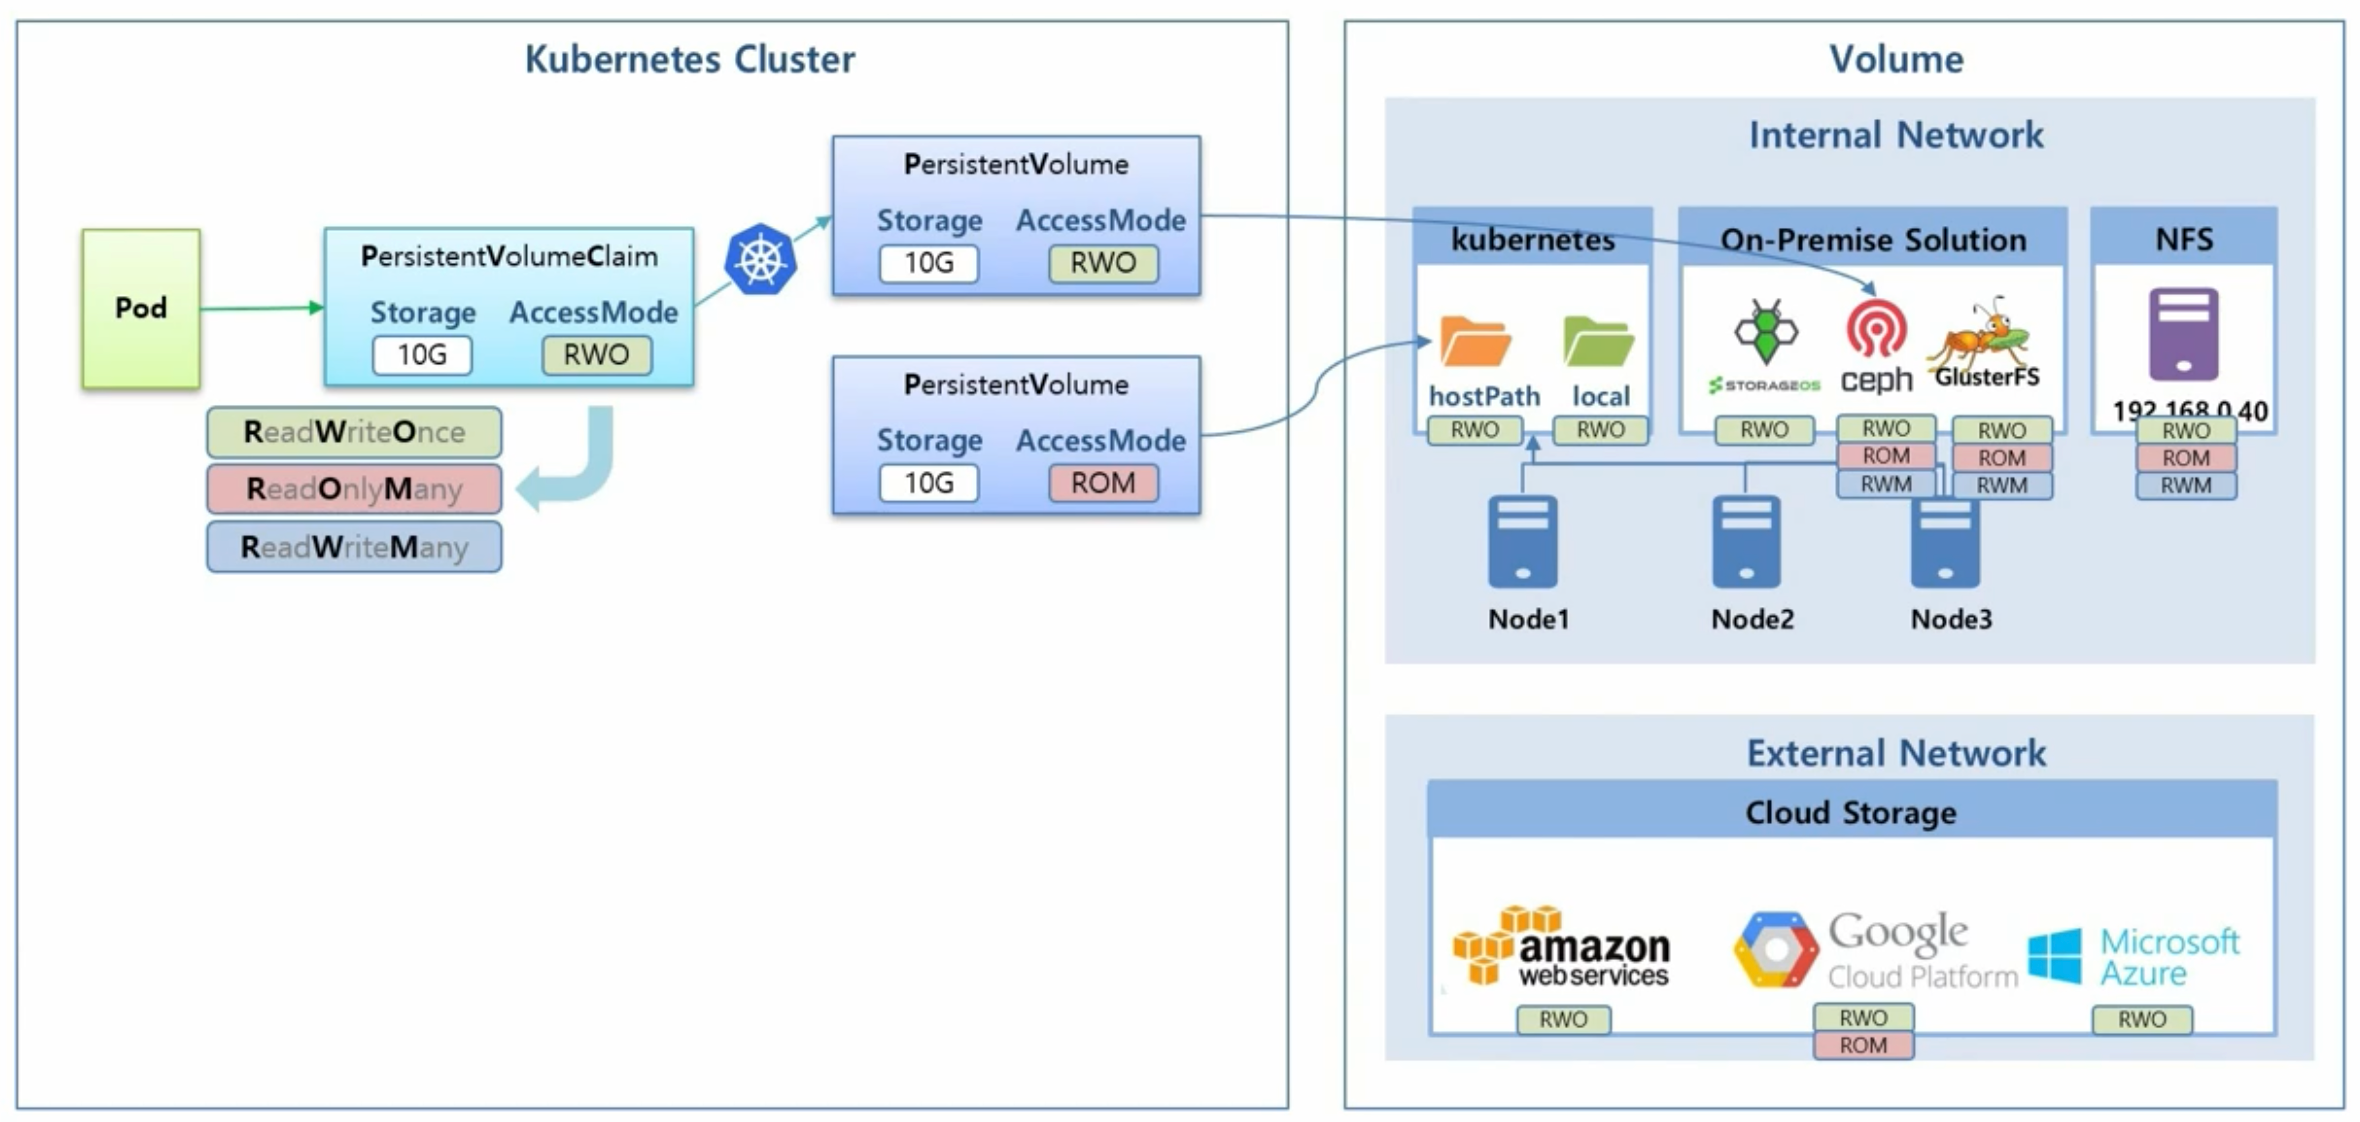 Kubernetes Cluster
Pod
PersistentVolumeClaim
Storage AccessMode
10G RWO
ReadWriteOnce
ReadOnlyMany
ReadWriteMany
PersistentVolume
Storage AccessMode
10G RWO
PersistentVolume
Storage AccessMode
10G ROM
Volume
Internal Network
kubernetes
hostPath local
RWO RWO
On-Premise Solution
STORAGEOS ceph GlusterFS
RWO RWO RWO
ROM ROM
RWM RWM
NFS
192.168.0.40
RWO
ROM
RWM
Node1 Node2 Node3
External Network
Cloud Storage
amazon
web services
RWO
Google
Cloud Platform
RWO
ROM
Microsoft
Azure
RWO